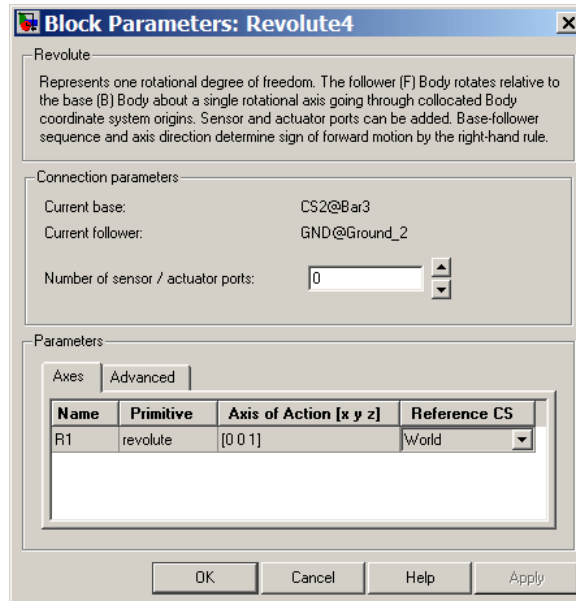 Block Parameters: Revolute4
Revolute
Represents one rotational degree of freedom. The follower (F) Body rotates relative to
the base (B) Body about a single rotational axis going through collocated Body
coordinate system origins. Sensor and actuator ports can be added. Base-follower
sequence and axis direction determine sign of forward motion by the right-hand rule.
Connection parameters
Current base: CS2@Bar3
Current follower: GND@Ground_2
Number of sensor / actuator ports: 0
Parameters
Axes Advanced
Name Primitive Axis of Action [x y z] Reference CS
R1 revolute [0 0 1] World
OK Cancel Help Apply